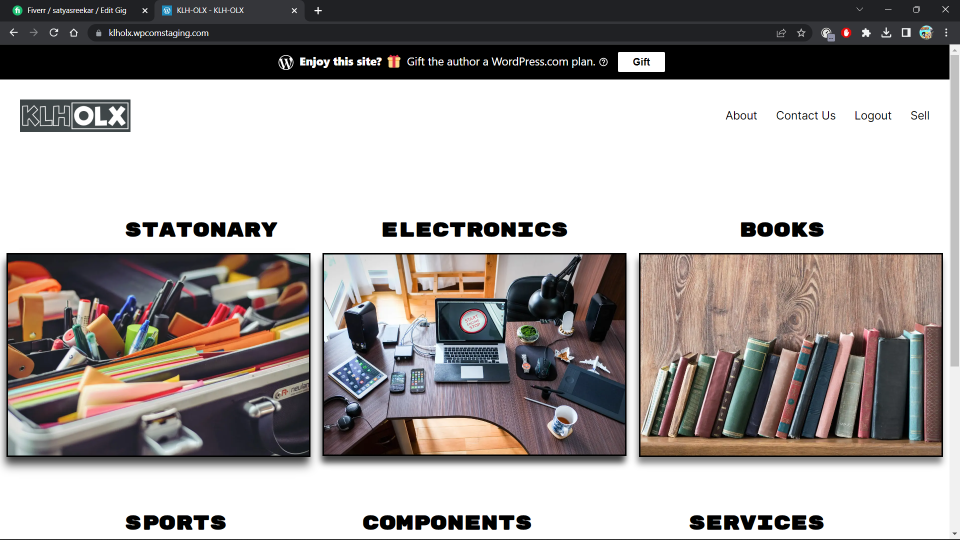 Fiverr / satyasreekar / Edit Gig
KLH-OLX - KLH-OLX
klholx.wpcomstaging.com
Enjoy this site? Gift the author a WordPress.com plan. Gift
KLHOLX
About Contact Us Logout Sell
STATONARY ELECTRONICS BOOKS
SPORTS COMPONENTS SERVICES